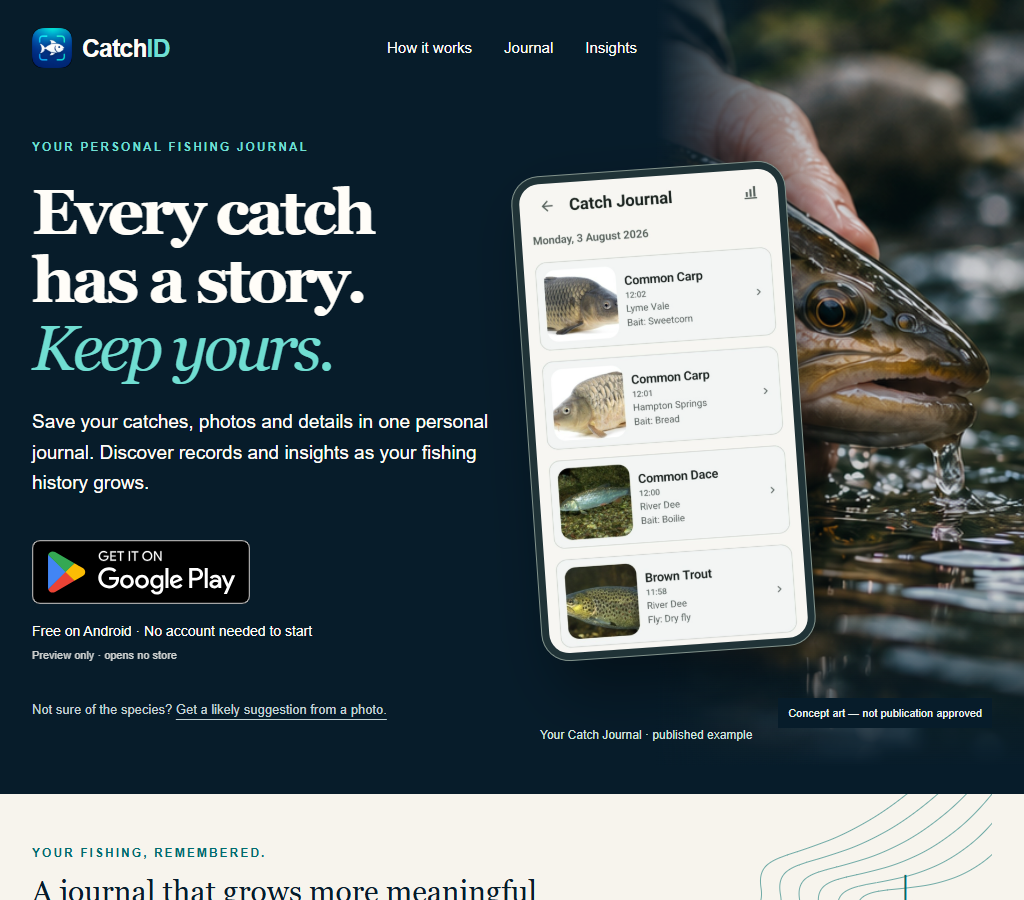 CatchID
How it works
Journal
Insights
YOUR PERSONAL FISHING JOURNAL
Every catch
has a story.
Keep yours.
Save your catches, photos and details in one personal
journal. Discover records and insights as your fishing
history grows.
GET IT ON
Google Play
Free on Android · No account needed to start
Preview only · opens no store
Not sure of the species? Get a likely suggestion from a photo.
Catch Journal
Monday, 3 August 2026
Common Carp
12:02
Lyme Vale
Bait: Sweetcorn
Common Carp
12:01
Hampton Springs
Bait: Bread
Common Dace
12:00
River Dee
Bait: Boilie
Brown Trout
11:58
River Dee
Fly: Dry fly
Concept art — not publication approved
Your Catch Journal · published example
YOUR FISHING, REMEMBERED.
A journal that grows more meaningful